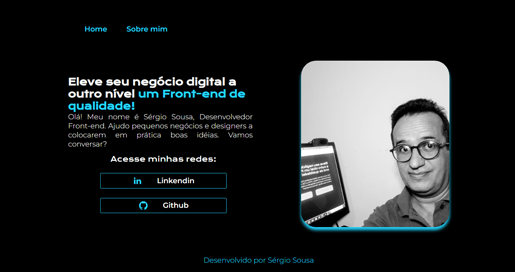 Home Sobre mim
Eleve seu negócio digital a
outro nível um Front-end de
qualidade!
Olá! Meu nome é Sérgio Sousa, Desenvolvedor
Front-end. Ajudo pequenos negócios e designers a
colocarem em prática boas idéias. Vamos
conversar?
Acesse minhas redes:
Linkendin
Github
Desenvolvido por Sérgio Sousa